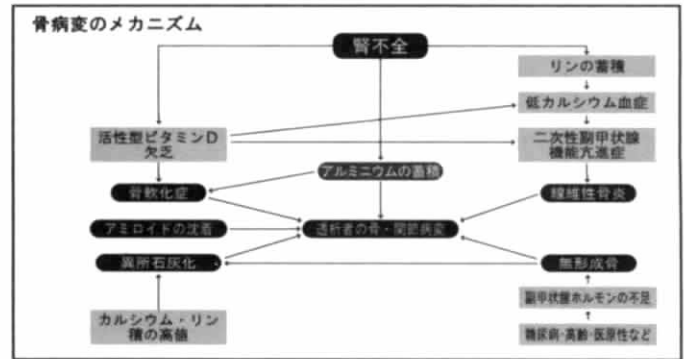 骨病変のメカニズム
腎不全
リンの蓄積
低カルシウム血症
活性型ビタミンD
欠乏
二次性副甲状腺
機能亢進症
アルミニウムの蓄積
骨軟化症
線維性骨炎
アミロイドの沈着
透析者の骨・関節病変
異所石灰化
無形成骨
副甲状腺ホルモンの不足
カルシウム・リン
積の高値
糖尿病・高齢・医原性など